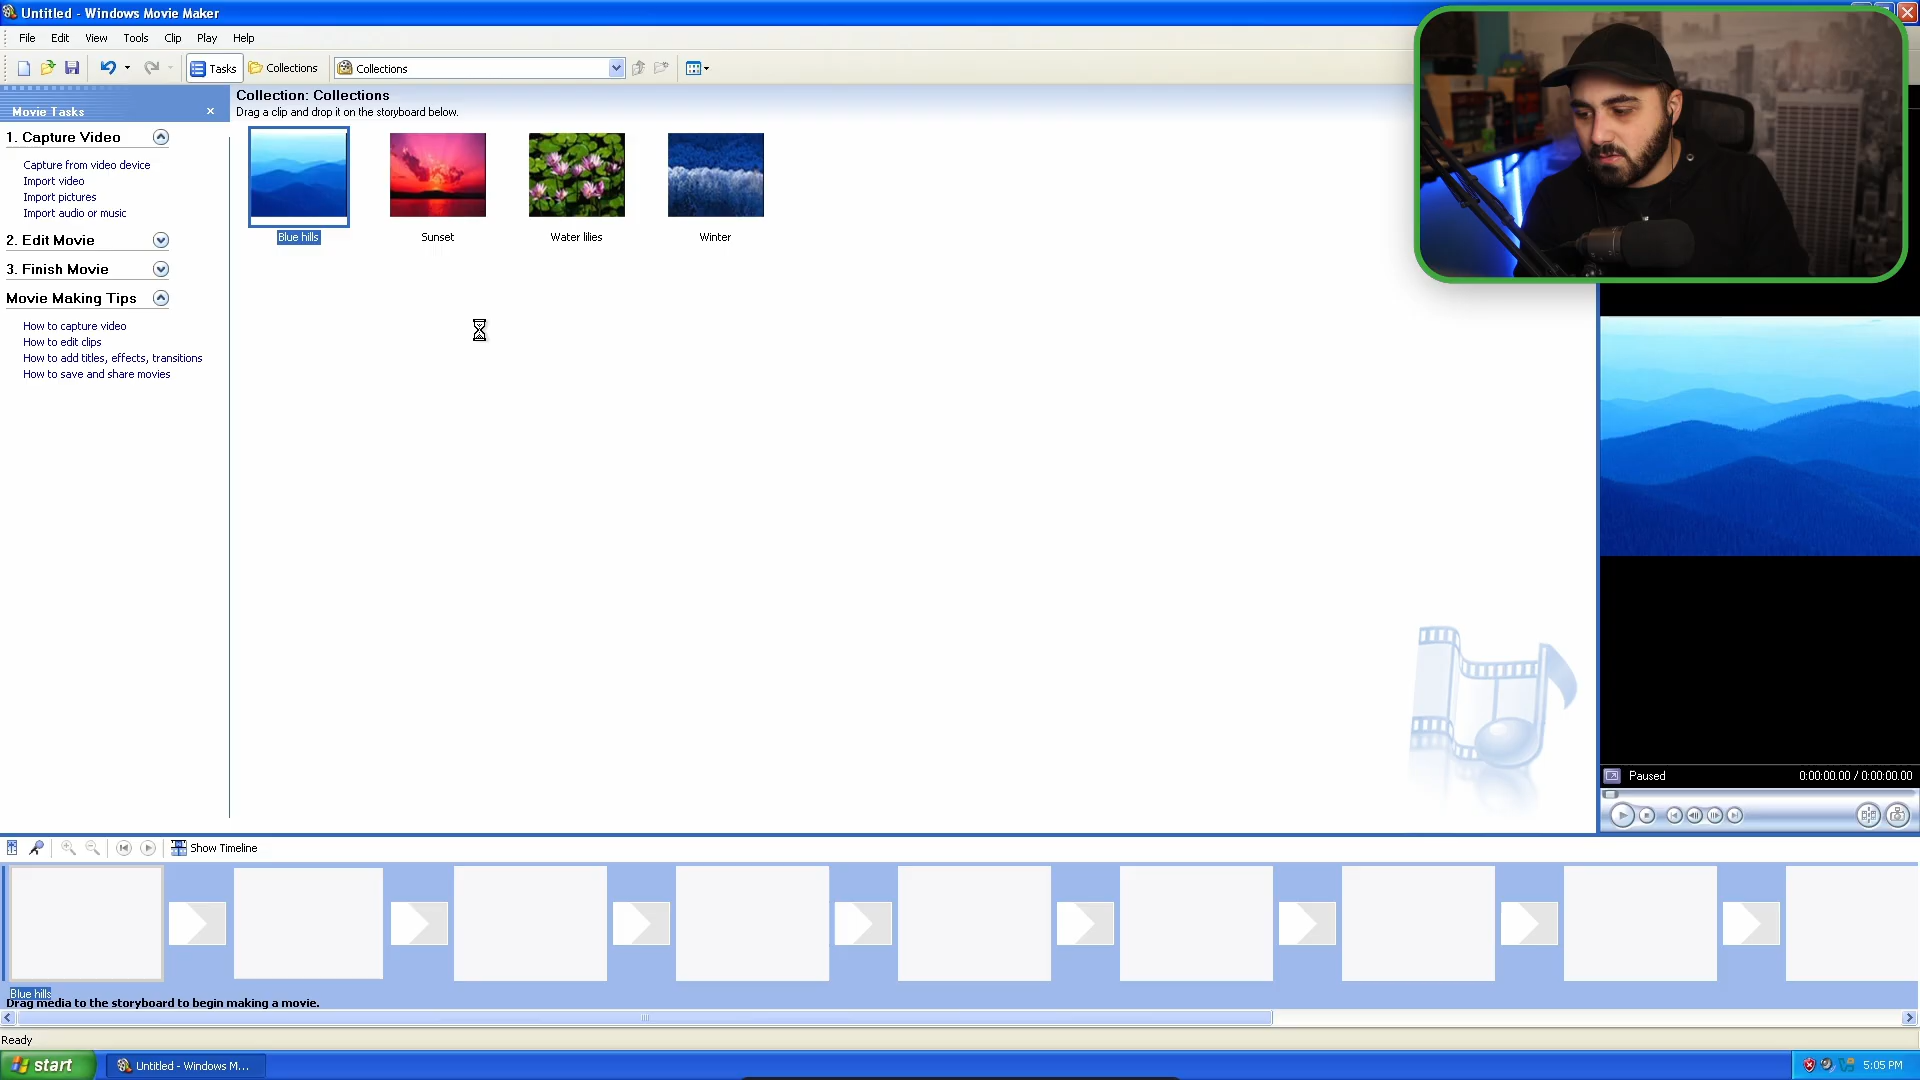 Untitled - Windows Movie Maker
File Edit View Tools Clip Play Help
Tasks Collections Collections
Movie Tasks
1. Capture Video
Capture from video device
Import video
Import pictures
Import audio or music
2. Edit Movie
3. Finish Movie
Movie Making Tips
How to capture video
How to edit clips
How to add titles, effects, transitions
How to save and share movies
Collection: Collections
Drag a clip and drop it on the storyboard below.
Blue hills Sunset Water lilies Winter
Paused 0:00:00.00 / 0:00:00.00
Show Timeline
Blue hills
Drag media to the storyboard to begin making a movie.
Ready
start Untitled - Windows M... 5:05 PM